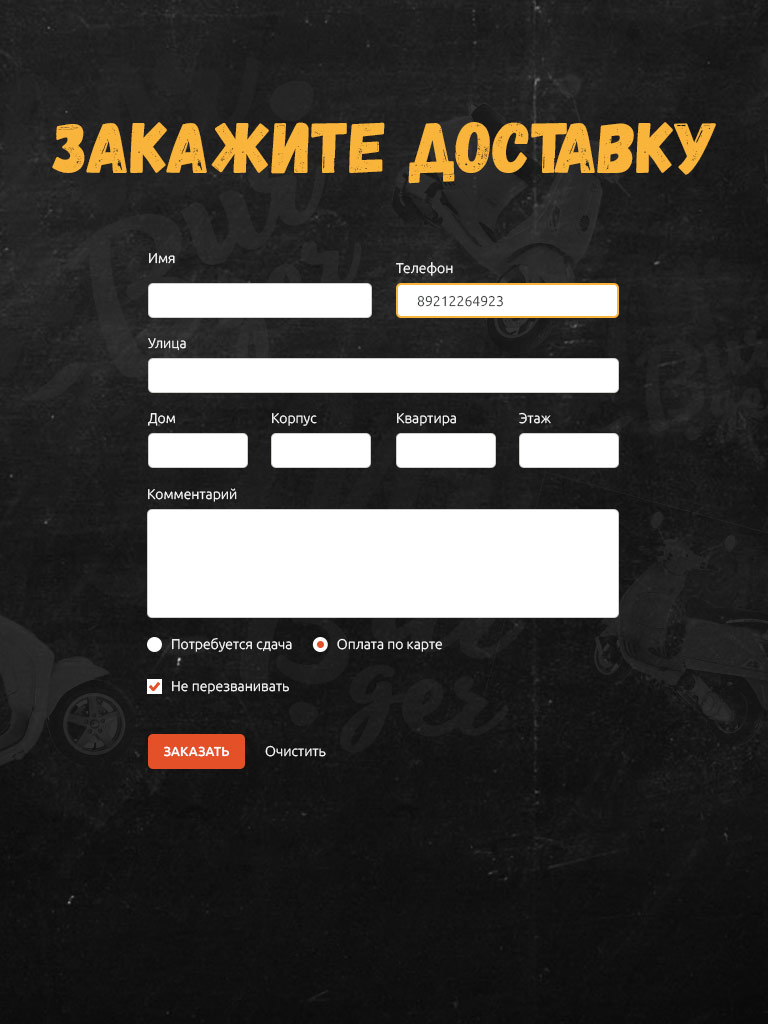 ЗАКАЖИТЕ ДОСТАВКУ
Имя
Телефон
89212264923
Улица
Дом Корпус Квартира Этаж
Комментарий
Потребуется сдача Оплата по карте
Не перезванивать
ЗАКАЗАТЬ Очистить
ger